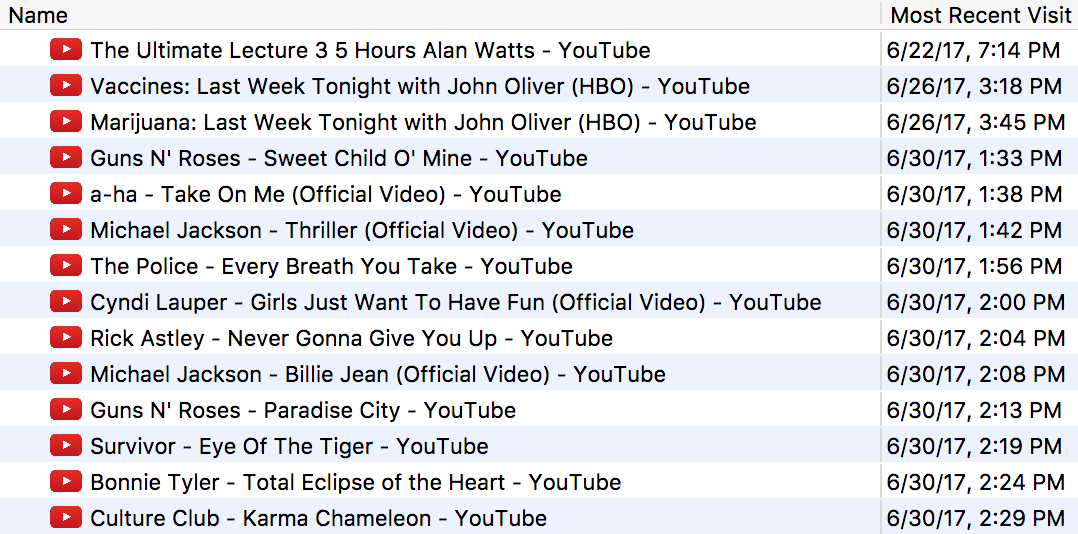 Name Most Recent Visit
The Ultimate Lecture 3 5 Hours Alan Watts - YouTube 6/22/17, 7:14 PM
Vaccines: Last Week Tonight with John Oliver (HBO) - YouTube 6/26/17, 3:18 PM
Marijuana: Last Week Tonight with John Oliver (HBO) - YouTube 6/26/17, 3:45 PM
Guns N' Roses - Sweet Child O' Mine - YouTube 6/30/17, 1:33 PM
a-ha - Take On Me (Official Video) - YouTube 6/30/17, 1:38 PM
Michael Jackson - Thriller (Official Video) - YouTube 6/30/17, 1:42 PM
The Police - Every Breath You Take - YouTube 6/30/17, 1:56 PM
Cyndi Lauper - Girls Just Want To Have Fun (Official Video) - YouTube 6/30/17, 2:00 PM
Rick Astley - Never Gonna Give You Up - YouTube 6/30/17, 2:04 PM
Michael Jackson - Billie Jean (Official Video) - YouTube 6/30/17, 2:08 PM
Guns N' Roses - Paradise City - YouTube 6/30/17, 2:13 PM
Survivor - Eye Of The Tiger - YouTube 6/30/17, 2:19 PM
Bonnie Tyler - Total Eclipse of the Heart - YouTube 6/30/17, 2:24 PM
Culture Club - Karma Chameleon - YouTube 6/30/17, 2:29 PM